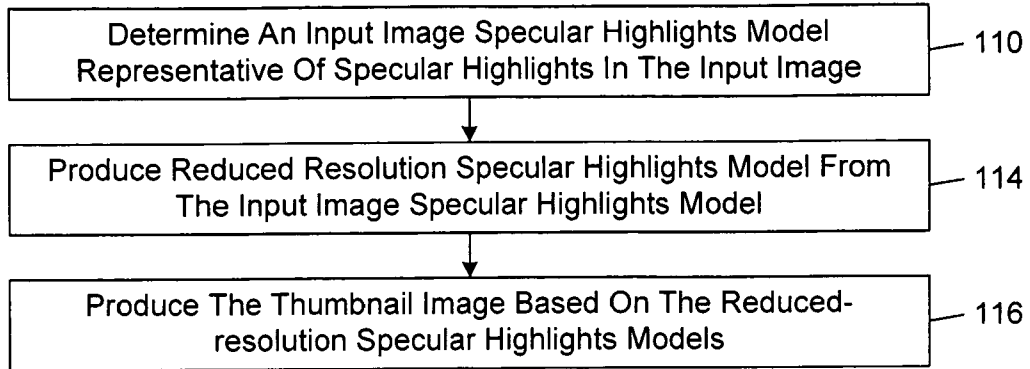 Determine An Input Image Specular Highlights Model
Representative Of Specular Highlights In The Input Image
110
Produce Reduced Resolution Specular Highlights Model From
The Input Image Specular Highlights Model
114
Produce The Thumbnail Image Based On The Reduced-
resolution Specular Highlights Models
116